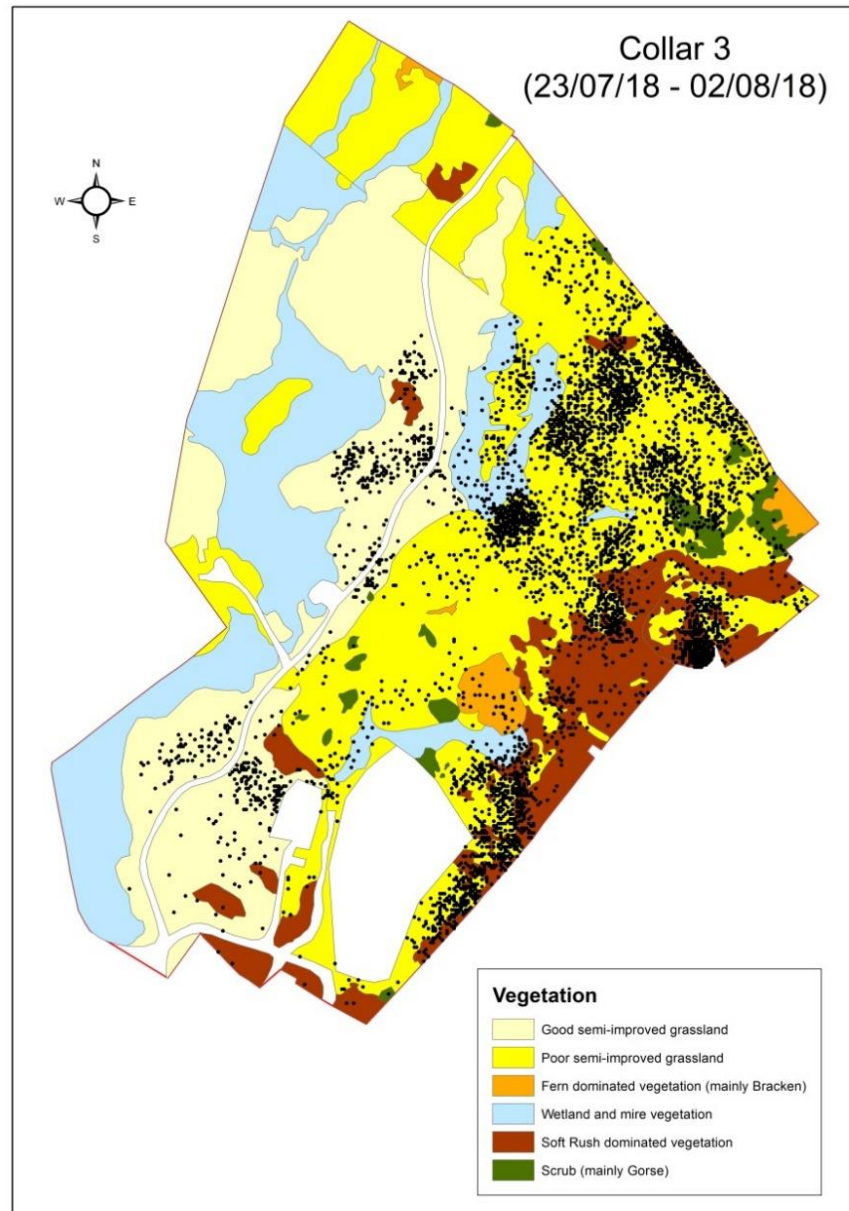 Collar 3
(23/07/18 - 02/08/18)
N
W
E
S
Vegetation
Good semi-improved grassland
Poor semi-improved grassland
Fern dominated vegetation (mainly Bracken)
Wetland and mire vegetation
Soft Rush dominated vegetation
Scrub (mainly Gorse)